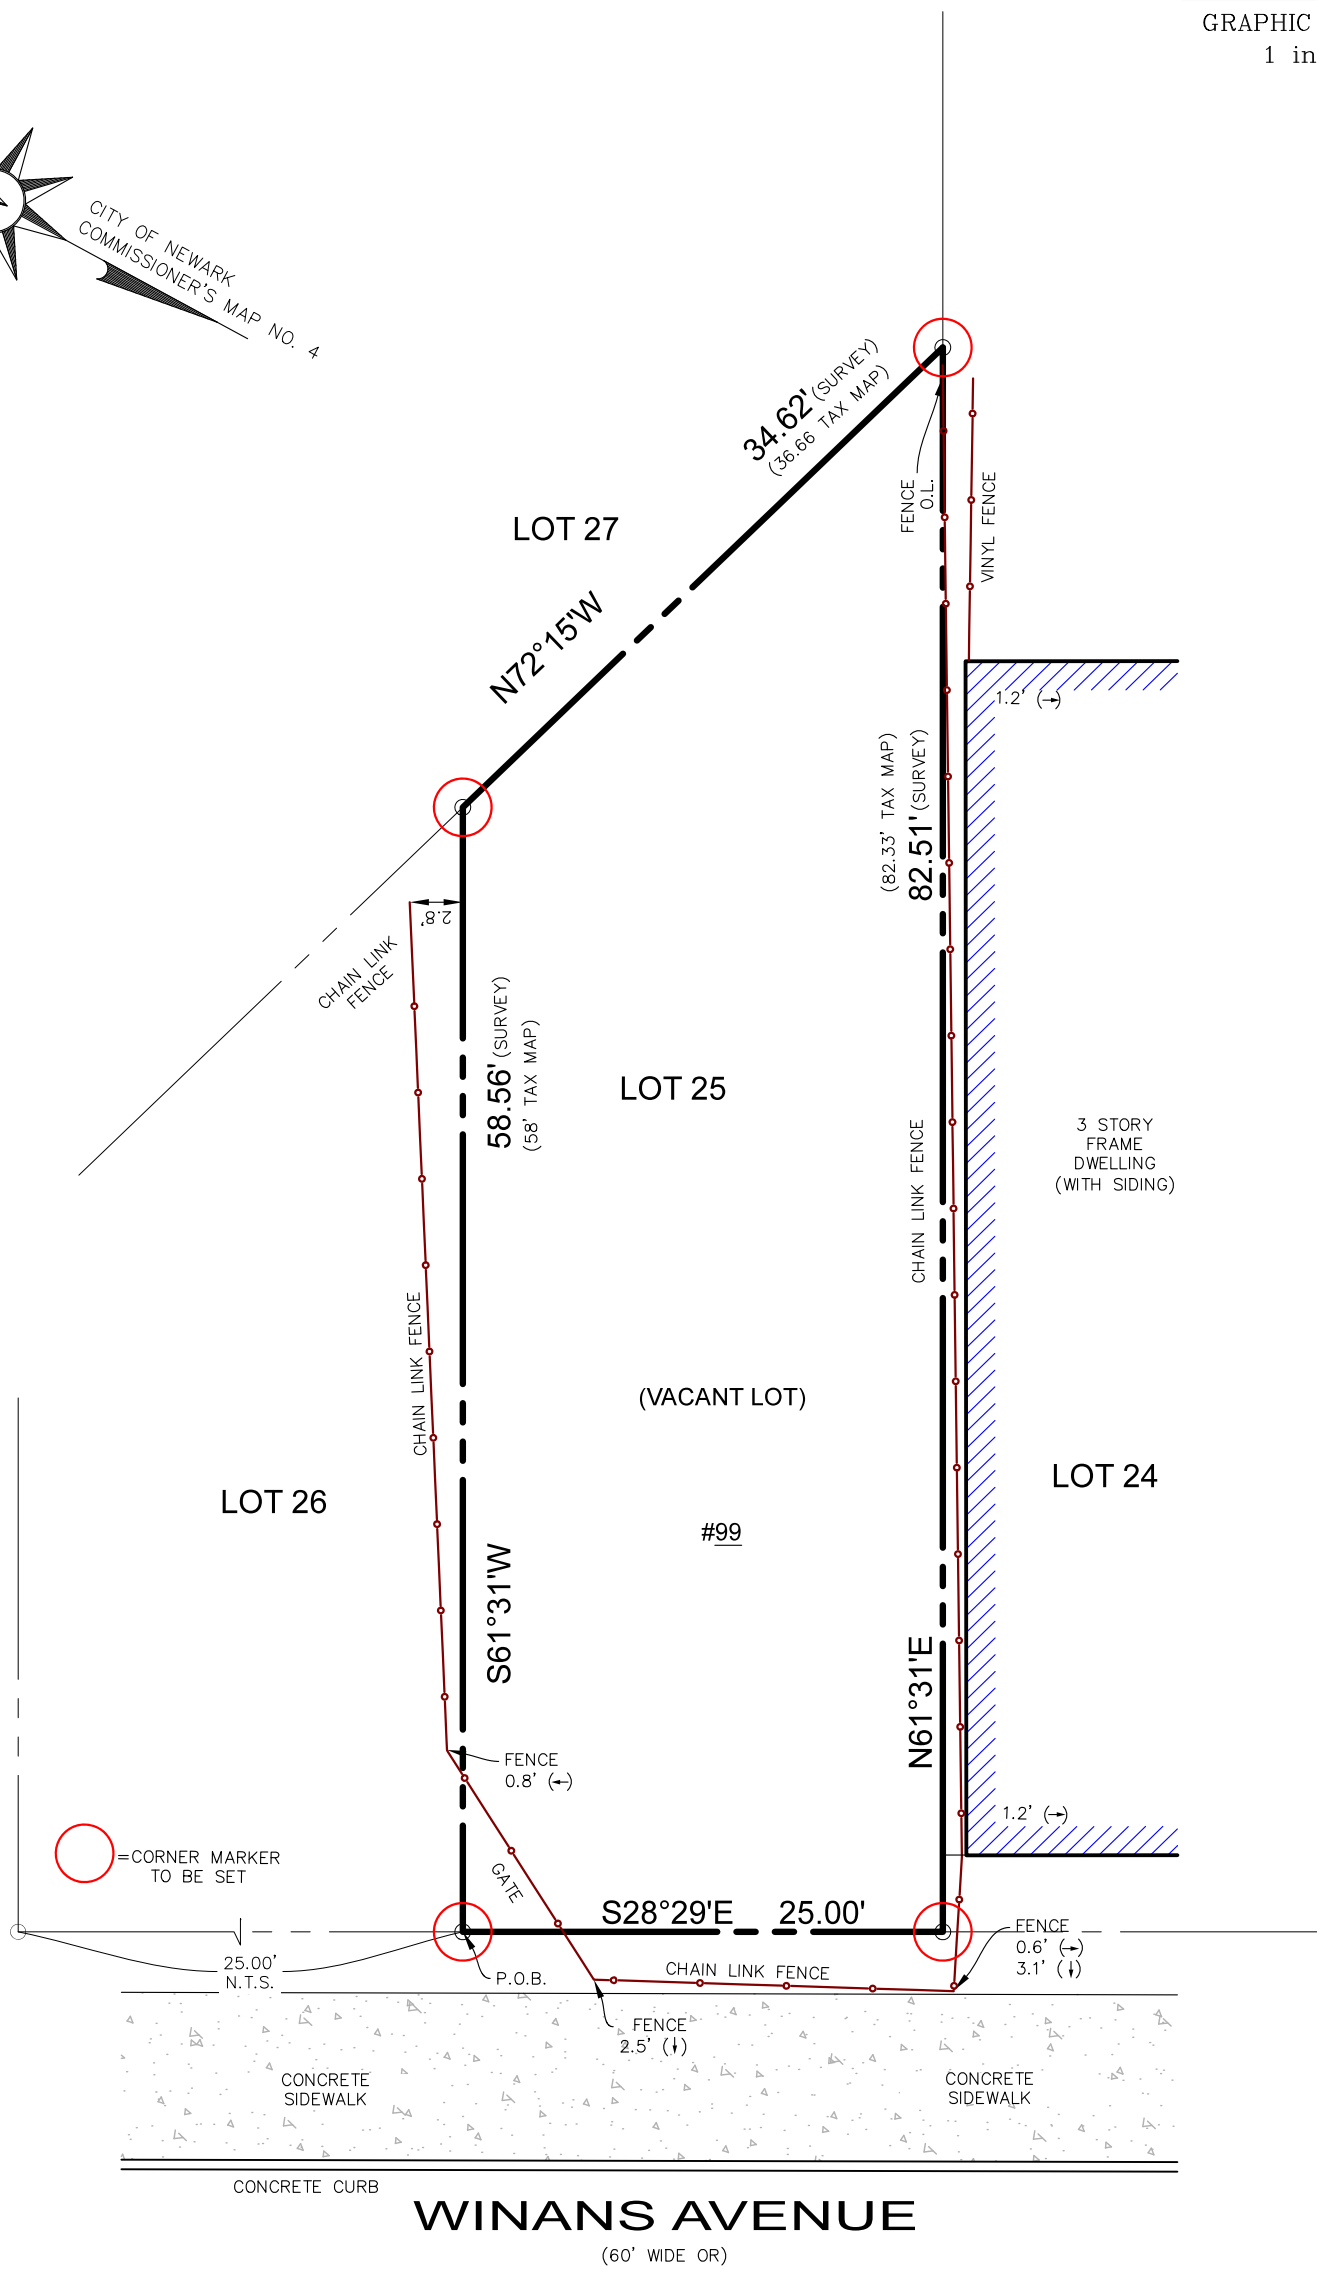 GRAPHIC
1 in
CITY OF NEWARK
COMMISSIONER'S MAP NO. 4
34.62' (SURVEY)
(36.66 TAX MAP)
LOT 27
FENCE
O.L.
VINYL FENCE
N72°15'W
1.2' (→)
(82.33' TAX MAP)
82.51' (SURVEY)
2.8'
CHAIN LINK
FENCE
58.56' (SURVEY)
(58' TAX MAP)
LOT 25
3 STORY
FRAME
DWELLING
(WITH SIDING)
CHAIN LINK FENCE
CHAIN LINK FENCE
(VACANT LOT)
LOT 24
LOT 26
#99
S61°31'W
N61°31'E
FENCE
0.8' (←)
1.2' (→)
=CORNER MARKER
TO BE SET
GATE
S28°29'E 25.00'
FENCE
0.6' (→)
3.1' (↓)
25.00'
N.T.S.
P.O.B.
CHAIN LINK FENCE
FENCE
2.5' (↓)
CONCRETE
SIDEWALK
CONCRETE
SIDEWALK
CONCRETE CURB
WINANS AVENUE
(60' WIDE OR)